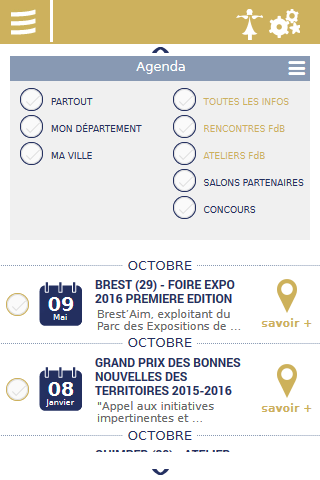 Agenda
PARTOUT
MON DÉPARTEMENT
MA VILLE
TOUTES LES INFOS
RENCONTRES FdB
ATELIERS FdB
SALONS PARTENAIRES
CONCOURS
OCTOBRE
09
Mai
BREST (29) - FOIRE EXPO
2016 PREMIERE EDITION
Brest’Aim, exploitant du
Parc des Expositions de ...
savoir +
OCTOBRE
08
Janvier
GRAND PRIX DES BONNES
NOUVELLES DES
TERRITOIRES 2015-2016
"Appel aux initiatives
impertinentes et ...
savoir +
OCTOBRE